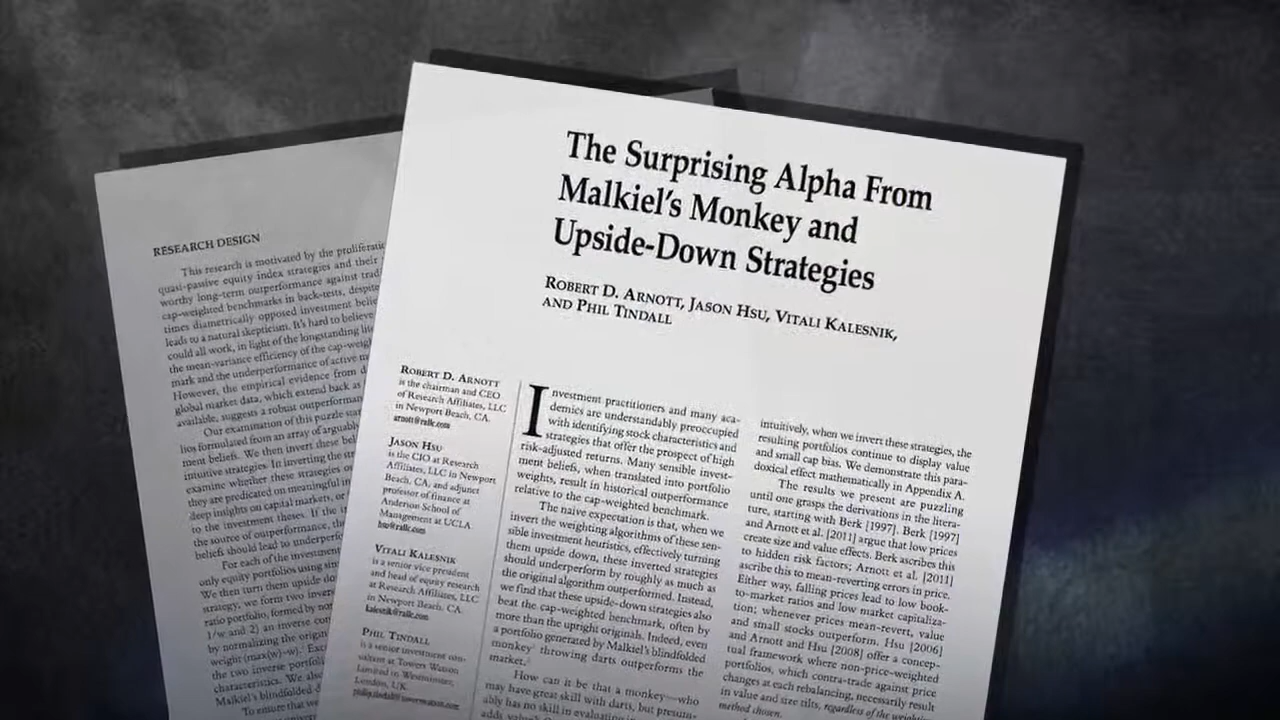 The Surprising Alpha From
Malkiel's Monkey and
Upside-Down Strategies
ROBERT D. ARNOTT, JASON HSU, VITALI KALESNIK,
AND PHIL TINDALL
ROBERT D. ARNOTT
is the chairman and CEO
of Research Affiliates, LLC
in Newport Beach, CA.
arnott@rallc.com
JASON HSU
is the CIO at Research
Affiliates, LLC in Newport
Beach, CA, and adjunct
professor of finance at
Anderson School of
Management at UCLA
hsu@rallc.com
VITALI KALESNIK
is a senior vice president
and head of equity research
at Research Affiliates, LLC
in Newport Beach, CA.
kalesnik@rallc.com
PHIL TINDALL
is a senior investment con-
sultant at Towers Watson
Limited in Westminster,
London, UK.
Investment practitioners and many aca-
demics are understandably preoccupied
with identifying stock characteristics and
strategies that offer the prospect of high
risk-adjusted returns. Many sensible invest-
ment beliefs, when translated into portfolio
weights, result in historical outperformance
relative to the cap-weighted benchmark.
The naive expectation is that, when we
invert the weighting algorithms of these sen-
sible investment heuristics, effectively turning
them upside down, these inverted strategies
should underperform by roughly as much as
the original algorithm outperformed. Instead,
we find that these upside-down strategies also
beat the cap-weighted benchmark, often by
more than the upright originals. Indeed, even
a portfolio generated by Malkiel's blindfolded
monkey¹ throwing darts outperforms the
market.²
How can it be that a monkey—who
may have great skill with darts, but presum-
ably has no skill in evaluating
intuitively, when we invert these strategies, the
resulting portfolios continue to display value
and small cap bias. We demonstrate this para-
doxical effect mathematically in Appendix A.
The results we present are puzzling
until one grasps the derivations in the litera-
ture, starting with Berk [1997]. Berk [1997]
and Arnott et al. [2011] argue that low prices
create size and value effects. Berk ascribes this
to hidden risk factors; Arnott et al. [2011]
ascribe this to mean-reverting errors in price.
Either way, falling prices lead to low book-
to-market ratios and low market capitaliza-
tion; whenever prices mean-revert, value
and small stocks outperform. Hsu [2006]
and Arnott and Hsu [2008] offer a concep-
tual framework where non-price-weighted
portfolios, which contra-trade against price
changes at each rebalancing, necessarily result
in value and size tilts, regardless of the weighting
method chosen.
RESEARCH DESIGN
This research is motivated by the
quasi-passive equity index strategies and their
worthy long-term outperformance against
cap-weighted benchmarks in back-tests, despite
times diametrically opposed investment
leads to a natural skepticism. It's hard to believe
could all work, in light of the longstanding
the mean-variance efficiency of the
mark and the underperformance of active
However, the empirical evidence from
global market data, which extend back as
available, suggests a robust
Our examination of this puzzle
formulated from an array of arguably
ment beliefs. We then invert these
intuitive strategies. In inverting the
examine whether these strategies
they are predicated on meaningful
deep insights on capital markets, or
to the investment theses. If the
the source of outperformance, the
beliefs should lead to
For each of the
only equity portfolios using
We then turn them upside
strategy, we form two
ratio portfolio, formed by
1/w and 2) an inverse
by normalizing the
weight (max(w)-w).
the two inverse
characteristics. We also
Malkiel's blindfolded
To ensure that